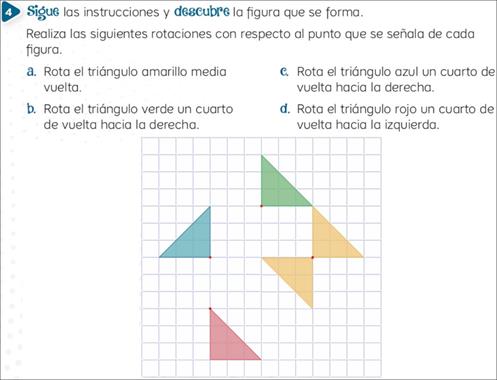 4 Sigue las instrucciones y descubre la figura que se forma.
Realiza las siguientes rotaciones con respecto al punto que se señala de cada
figura.
a. Rota el triángulo amarillo media
vuelta.
b. Rota el triángulo verde un cuarto
de vuelta hacia la derecha.
c. Rota el triángulo azul un cuarto de
vuelta hacia la derecha.
d. Rota el triángulo rojo un cuarto de
vuelta hacia la izquierda.